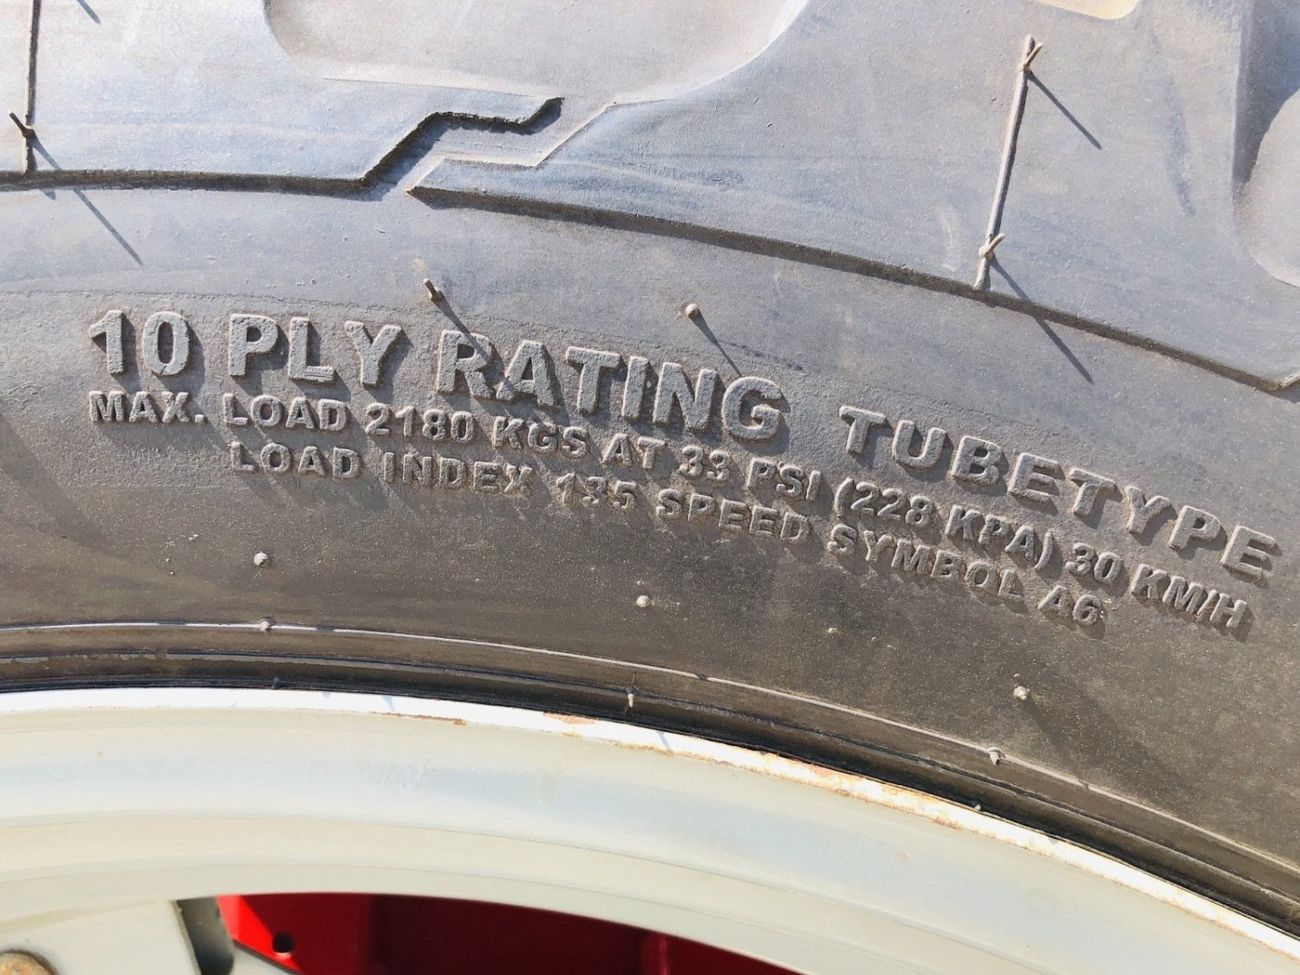 10 PLY RATING TUBETYPE
MAX. LOAD 2180 KGS AT 33 PSI (228 KPA) 30 KM/H
LOAD INDEX 135 SPEED SYMBOL A6